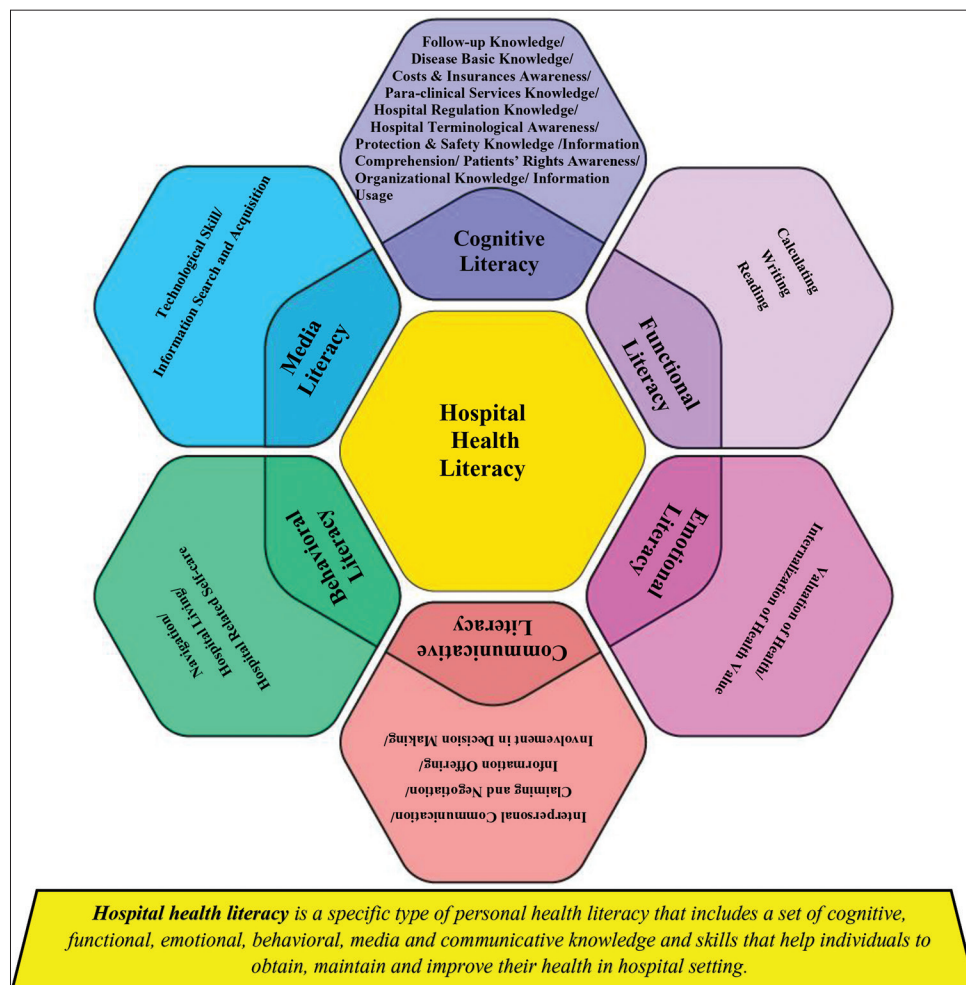 Follow-up Knowledge/
Disease Basic Knowledge/
Costs & Insurances Awareness/
Para-clinical Services Knowledge/
Hospital Regulation Knowledge/
Hospital Terminological Awareness/
Protection & Safety Knowledge /Information
Comprehension/ Patients' Rights Awareness/
Organizational Knowledge/ Information
Usage
Cognitive
Literacy
Calculating
Writing
Reading
Functional
Literacy
Valuation of Health/
Internalization of Health Value
Emotional
Literacy
Interpersonal Communication/
Claiming and Negotiation/
Information Offering/
Involvement in Decision Making/
Communicative
Literacy
Navigation/
Hospital Living/
Hospital Related Self-care
Behavioral
Literacy
Technological Skill/
Information Search and Acquisition
Media
Literacy
Hospital
Health
Literacy
Hospital health literacy is a specific type of personal health literacy that includes a set of cognitive,
functional, emotional, behavioral, media and communicative knowledge and skills that help individuals to
obtain, maintain and improve their health in hospital setting.